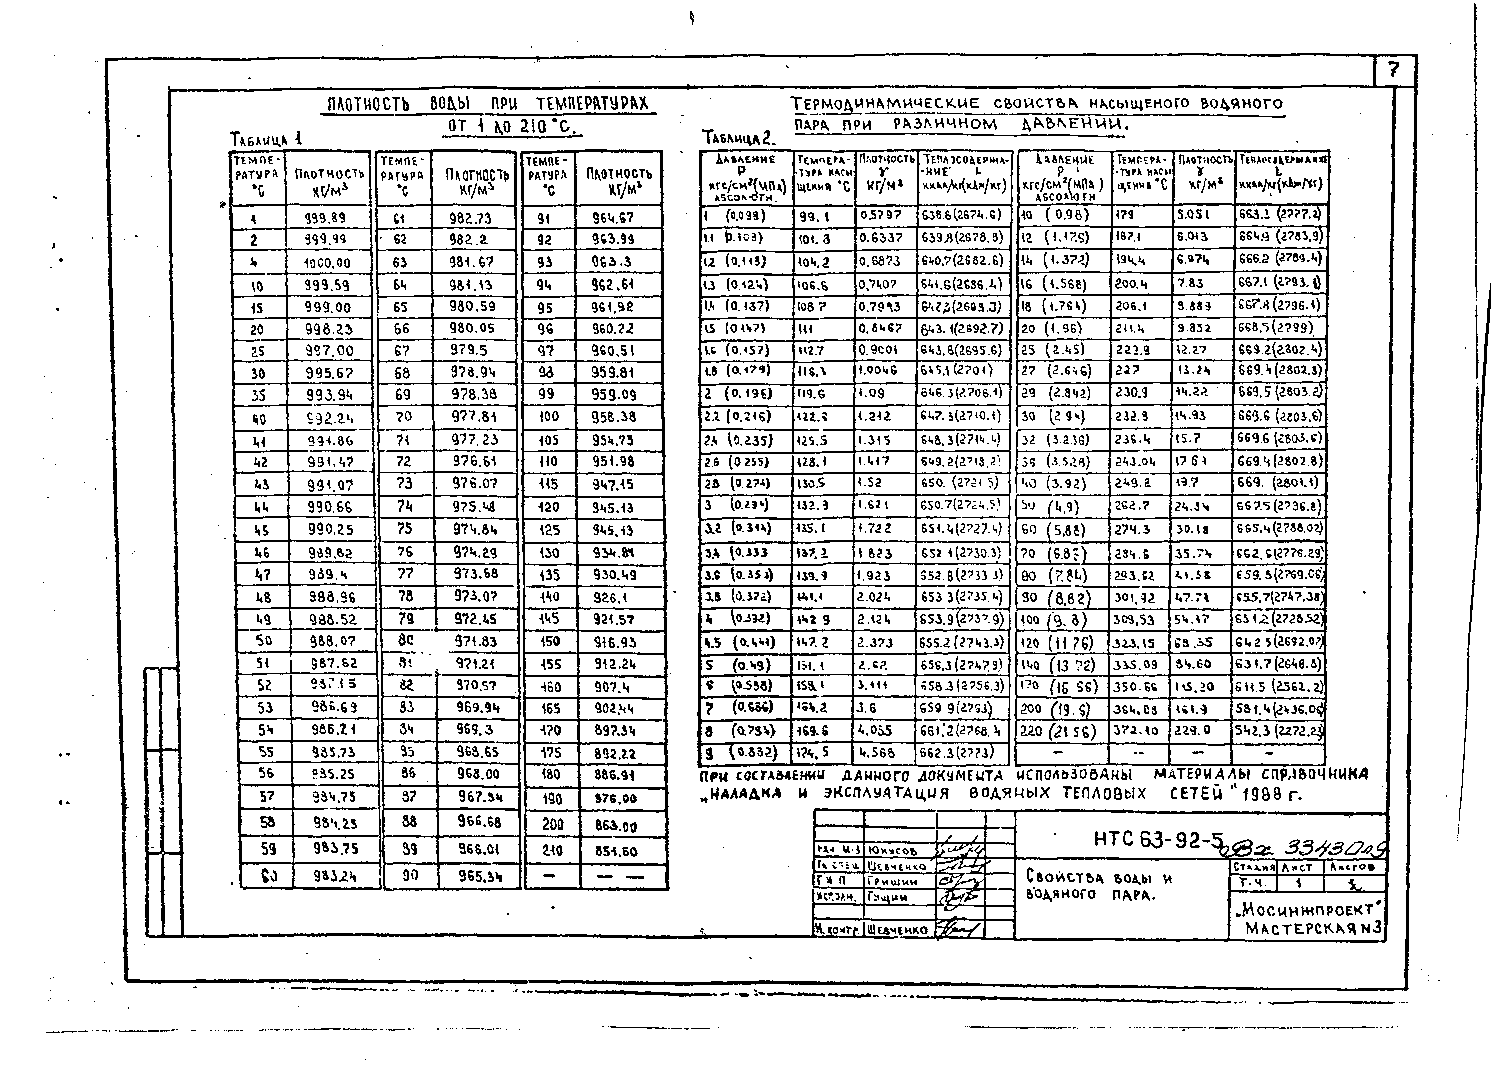 7
ПЛОТНОСТЬ ВОДЫ ПРИ ТЕМПЕРАТУРАХ
ОТ 1 ДО 210 °С.
ТАБЛИЦА 1
ТЕМПЕ-РАТУРА °С ПЛОТНОСТЬ КГ/М³ ТЕМПЕ-РАТУРА °С ПЛОТНОСТЬ КГ/М³ ТЕМПЕ-РАТУРА °С ПЛОТНОСТЬ КГ/М³
1 999.89 61 982.73 91 964.67
2 999.99 62 982.2 92 963.99
4 1000.00 63 981.67 93 963.3
10 999.59 64 981.13 94 962.61
15 999.00 65 980.59 95 961.92
20 998.23 66 980.05 96 960.22
25 997.00 67 979.5 97 960.51
30 995.67 68 978.94 98 959.81
35 993.94 69 978.38 99 959.09
40 992.24 70 977.81 100 958.38
41 991.86 71 977.23 105 954.73
42 991.47 72 976.61 110 951.98
43 991.07 73 976.07 115 947.15
44 990.66 74 975.48 120 945.13
45 990.25 75 974.84 125 945.13
46 989.82 76 974.29 130 934.81
47 989.4 77 973.68 135 930.49
48 988.96 78 973.07 140 926.1
49 988.52 79 972.45 145 921.57
50 988.07 80 971.83 150 916.93
51 987.62 81 971.21 155 912.24
52 987.15 82 970.57 160 907.4
53 986.69 83 969.94 165 902.44
54 986.21 84 969.3 170 897.34
55 985.73 85 968.65 175 892.22
56 985.25 86 968.00 180 886.91
57 984.75 87 967.34 190 876.00
58 984.25 88 966.68 200 863.00
59 983.75 89 966.01 210 851.60
60 983.24 90 965.34 — — —
ТЕРМОДИНАМИЧЕСКИЕ СВОЙСТВА НАСЫЩЕНОГО ВОДЯНОГО
ПАРА ПРИ РАЗЛИЧНОМ ДАВЛЕНИИ.
ТАБЛИЦА 2.
ДАВЛЕНИЕ Р КГС/СМ² (МПА) АБСОЛЮТН. ТЕМПЕРА-ТУРА НАСЫ-ЩЕНИЯ °С ПЛОТНОСТЬ γ КГ/М³ ТЕПЛОСОДЕРЖА-НИЕ ККАЛ/КГ(КДЖ/КГ) ДАВЛЕНИЕ Р КГС/СМ² (МПА) АБСОЛЮТН ТЕМПЕРА-ТУРА НАСЫ-ЩЕНИЯ °С ПЛОТНОСТЬ γ КГ/М³ ТЕПЛОСОДЕРЖАНИЕ ККАЛ/КГ(КДЖ/КГ)
1 (0.098) 99.1 0.5797 638.8(2674.6) 10 (0.98) 179 5.051 663.2 (2777.2)
1.1 (0.108) 101.8 0.6337 639.8(2678.8) 12 (1.176) 187.1 6.013 664.9 (2783.9)
1.2 (0.118) 104.2 0.6873 640.7(2682.6) 14 (1.372) 194.4 6.974 666.2 (2789.4)
1.3 (0.124) 106.6 0.7407 641.6(2686.4) 16 (1.568) 200.4 7.83 667.1 (2793.1)
1.4 (0.137) 108.7 0.7943 18 (1.764) 206.1 8.889 667.8(2796.1)
1.5 (0.147) 111 0.8467 643.1(2692.7) 20 (1.96) 211.4 9.852 668.5(2799)
1.6 (0.157) 112.7 0.9001 643.8(2695.6) 25 (2.45) 222.9 12.27 669.2(2802.4)
1.8 (0.179) 116.3 1.0046 645.1(2701) 27 (2.646) 227 13.24 669.4(2802.8)
2 (0.196) 119.6 1.09 646.3(2706.1) 29 (2.842) 230.9 14.22 669.5(2803.2)
2.2 (0.216) 122.6 1.212 647.3(2710.1) 30 (2.94) 232.8 14.93 669.6 (2803.6)
2.4 (0.235) 125.5 1.315 648.3(2714.4) 32 (3.236) 236.4 15.7 669.6 (2803.6)
2.6 (0.255) 128.1 1.417 649.2(2718.2) 36 (3.528) 243.04 669.4(2802.8)
2.8 (0.274) 130.5 1.52 650. (2721.5) 40 (3.92) 249.2 19.7 669. (2801.1)
3 (0.294) 132.9 1.621 650.7(2724.5) 50 (4.9) 262.7 24.94
3.2 (0.314) 135.1 1.722 651.4(2727.4) 60 (5.88) 274.3 30.18 665.4(2788.02)
3.4 (0.333 137.2 1.823 652.1(2730.3) 70 (6.86) 284.6 35.74 662.6(2776.29)
3.6 (0.353) 139.9 1.923 652.8(2733.3) 80 (7.84) 293.62 41.58 659.5(2769.06)
3.8 (0.372) 141.1 2.024 653.3(2735.4) 90 (8.82) 301.92 47.71 655.7(2747.38)
4 (0.392) 142.9 2.124 653.9(2737.9) 100 (9.8) 309.53 54.17 651.2(2728.52)
4.5 (0.441) 147.2 2.373 655.2(2743.3) 120 (11.76) 323.15 68.55 642.5(2692.07)
5 (0.49) 151.1 2.62 656.3(2747.9) 140 (13.72) 335.09 84.60 631.7(2646.8)
6 (0.588) 158.1 3.111 658.3(2756.3) 170 (16.66) 350.66 115.20 611.5(2562.2)
7 (0.686) 164.2 3.6 659.9(2763) 200 (19.6) 364.08 161.9 581.4(2436.06)
8 (0.784) 169.6 4.085 661.2(2768.4 220 (21.56) 372.10 229.0 542.3(2272.23)
9 (0.882) 174.5 4.568 662.3(2773) — — — —
ПРИ СОСТАВЛЕНИИ ДАННОГО ДОКУМЕНТА ИСПОЛЬЗОВАНЫ МАТЕРИАЛЫ СПРАВОЧНИКА
„НАЛАДКА И ЭКСПЛУАТАЦИЯ ВОДЯНЫХ ТЕПЛОВЫХ СЕТЕЙ" 1988 г.
НТС 63-92-5 Вх 3343 ДЛЯ
НАЧ М-3 ЮНУСОВ
ГЛ СПЕЦ. ШЕВЧЕНКО
ГИП ГРИШИН
ИСПОЛН. ГУЩИН
Н.КОНТР ШЕВЧЕНКО
СВОЙСТВА ВОДЫ И
ВОДЯНОГО ПАРА.
СТАДИЯ ЛИСТ ЛИСТОВ
Т.Ч. 1
„МОСИНЖПРОЕКТ"
МАСТЕРСКАЯ N3